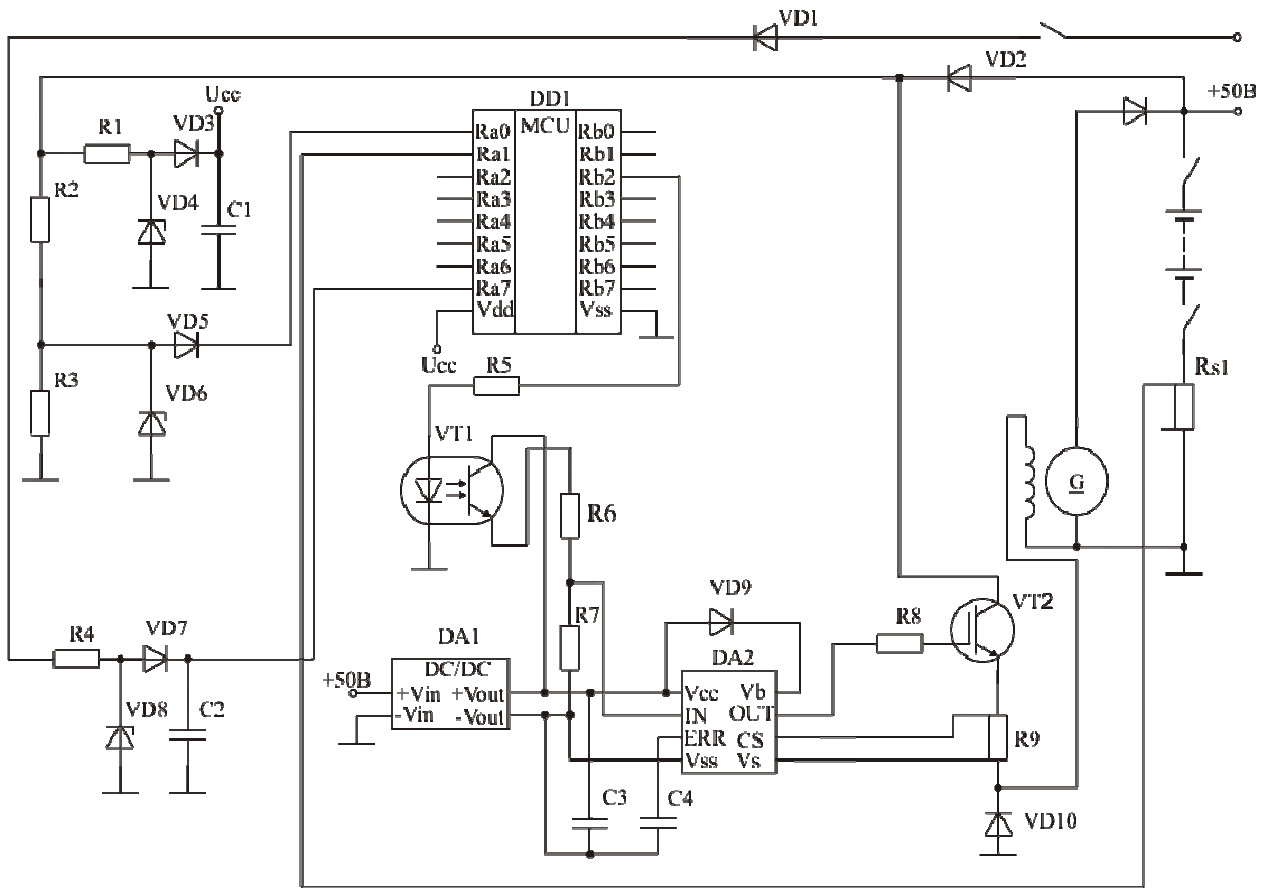 VD1
VD2
+50В
Ucc
DD1
R1
VD3
MCU
Ra0
Rb0
Ra1
Rb1
Ra2
Rb2
R2
VD4
C1
Ra3
Rb3
Ra4
Rb4
Ra5
Rb5
Ra6
Rb6
Ra7
Rb7
Vdd
Vss
VD5
Ucc
R5
Rs1
R3
VD6
VT1
G
R6
VD9
VT2
R7
R8
R4
VD7
DA1
DA2
DC/DC
+50В
+Vin
+Vout
-Vin
-Vout
Vcc
Vb
IN
OUT
ERR
CS
Vss
Vs
VD8
C2
R9
C3
C4
VD10